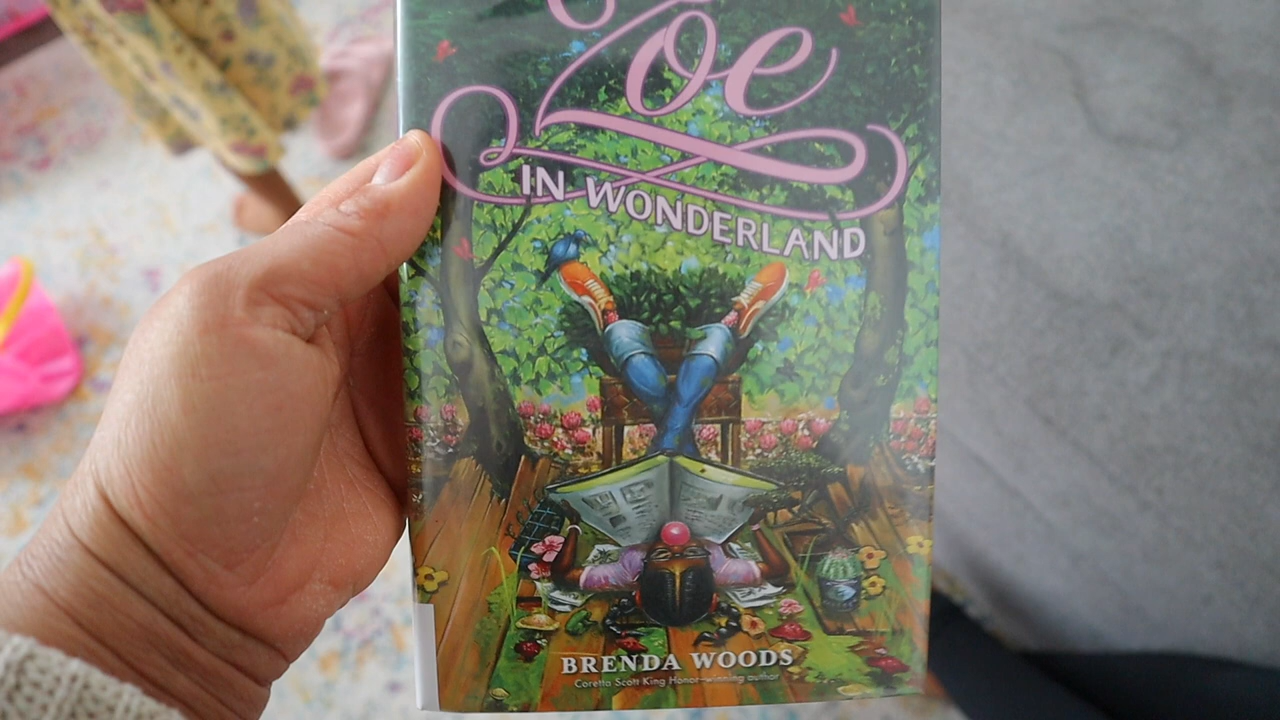 Zoe
IN WONDERLAND
BRENDA WOODS
Coretta Scott King Honor–winning author